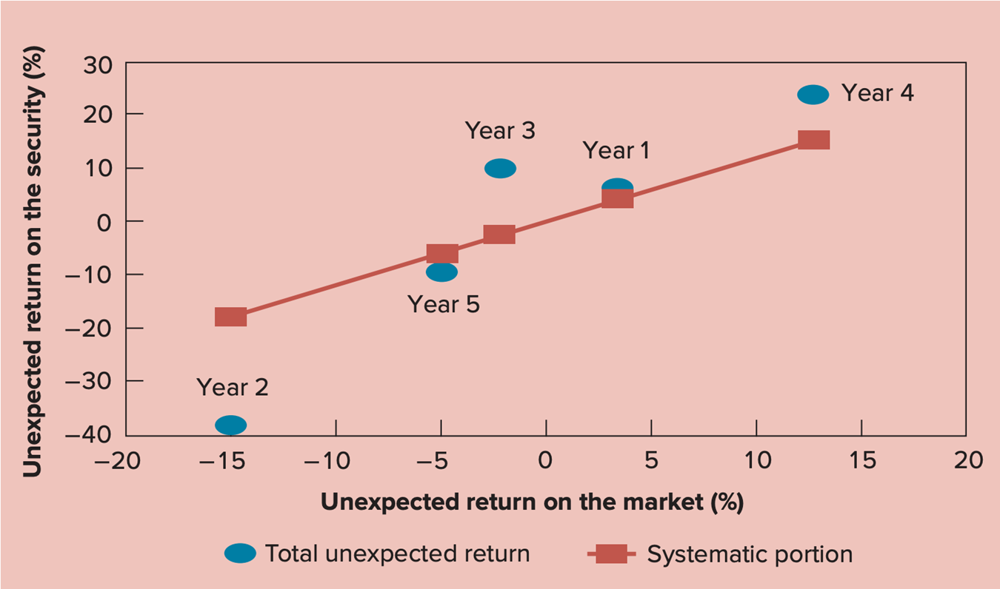 Unexpected return on the security (%)
30
20
10
0
–10
–20
–30
–40
Year 4
Year 3
Year 1
Year 5
Year 2
–20 –15 –10 –5 0 5 10 15 20
Unexpected return on the market (%)
Total unexpected return Systematic portion